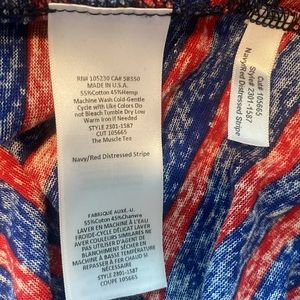 RN# 105230 CA# 58550
MADE IN U.S.A.
55%Cotton 45%Hemp
Machine Wash Cold-Gentle
Cycle with Like Colors Do
not Bleach Tumble Dry Low
Warm Iron if Needed
STYLE 2301-1587
CUT 105665
The Muscle Tee
Navy/Red Distressed Stripe
FABRIQUÉ AUX É.-U.
55%Coton 45%Chanvre
LAVER EN MACHINE À L'EAU
FROIDE-CYCLE DÉLICAT LAVER
AVEC COULEURS SIMILAIRES NE
PAS UTILISER D'AGENT DE
BLANCHIMENT SÉCHER EN
MACHINE À BASSE TEMP.
REPASSER À FER CHAUD SI
NÉCESSAIRE
STYLE 2301-1587
COUPE 105665
Cut# 105665
Style# 2301-1587
Navy/Red Distressed Stripe